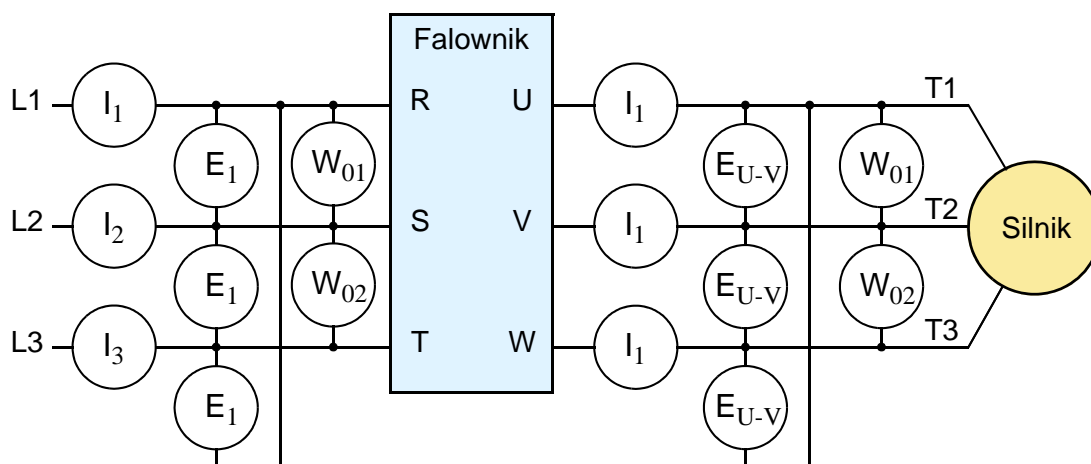 Falownik
L1 I1 R U I1 T1
E1 W01 EU-V W01
L2 I2 S V I1 T2 Silnik
E1 W02 EU-V W02
L3 I3 T W I1 T3
E1 EU-V